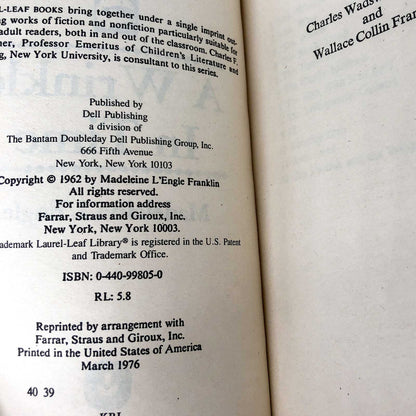 L-LEAF BOOKS bring together under a single imprint out-
ng works of fiction and nonfiction particularly suitable for
adult readers, both in and out of the classroom. Charles F.
ner, Professor Emeritus of Children's Literature and
g, New York University, is consultant to this series.
Published by
Dell Publishing
a division of
The Bantam Doubleday Dell Publishing Group, Inc.
666 Fifth Avenue
New York, New York 10103
Copyright © 1962 by Madeleine L'Engle Franklin
All rights reserved.
For information address
Farrar, Straus and Giroux, Inc.
New York, New York 10003.
ademark Laurel-Leaf Library® is registered in the U.S. Patent
and Trademark Office.
ISBN: 0-440-99805-0
RL: 5.8
Reprinted by arrangement with
Farrar, Straus and Giroux, Inc.
Printed in the United States of America
March 1976
40 39
KRI
Charles Wads
and
Wallace Collin Fran